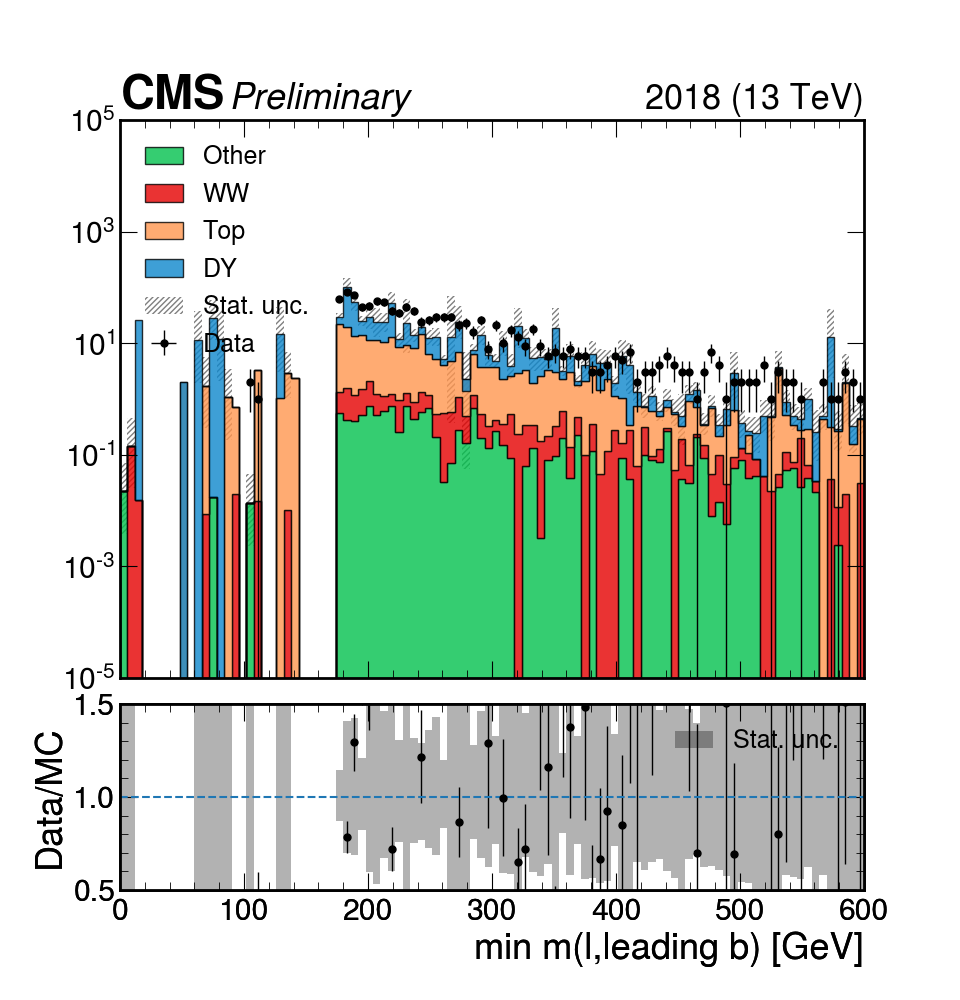 CMS Preliminary 2018 (13 TeV)
10^5
10^3
10^1
10^-1
10^-3
10^-5
Other
WW
Top
DY
Stat. unc.
Data
Data/MC
1.5
1.0
0.5
Stat. unc.
0 100 200 300 400 500 600
min m(l,leading b) [GeV]